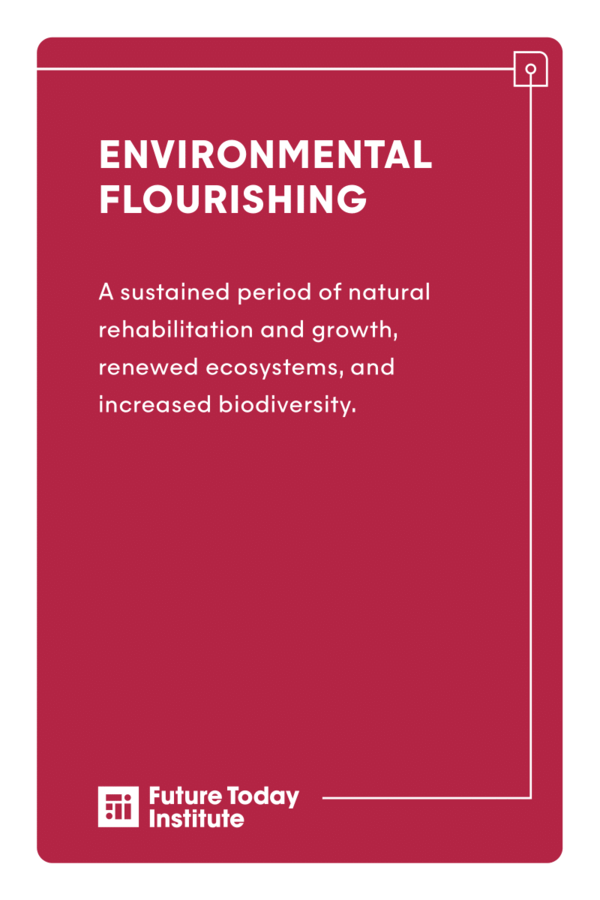 ENVIRONMENTAL
FLOURISHING
A sustained period of natural
rehabilitation and growth,
renewed ecosystems, and
increased biodiversity.
Future Today
Institute